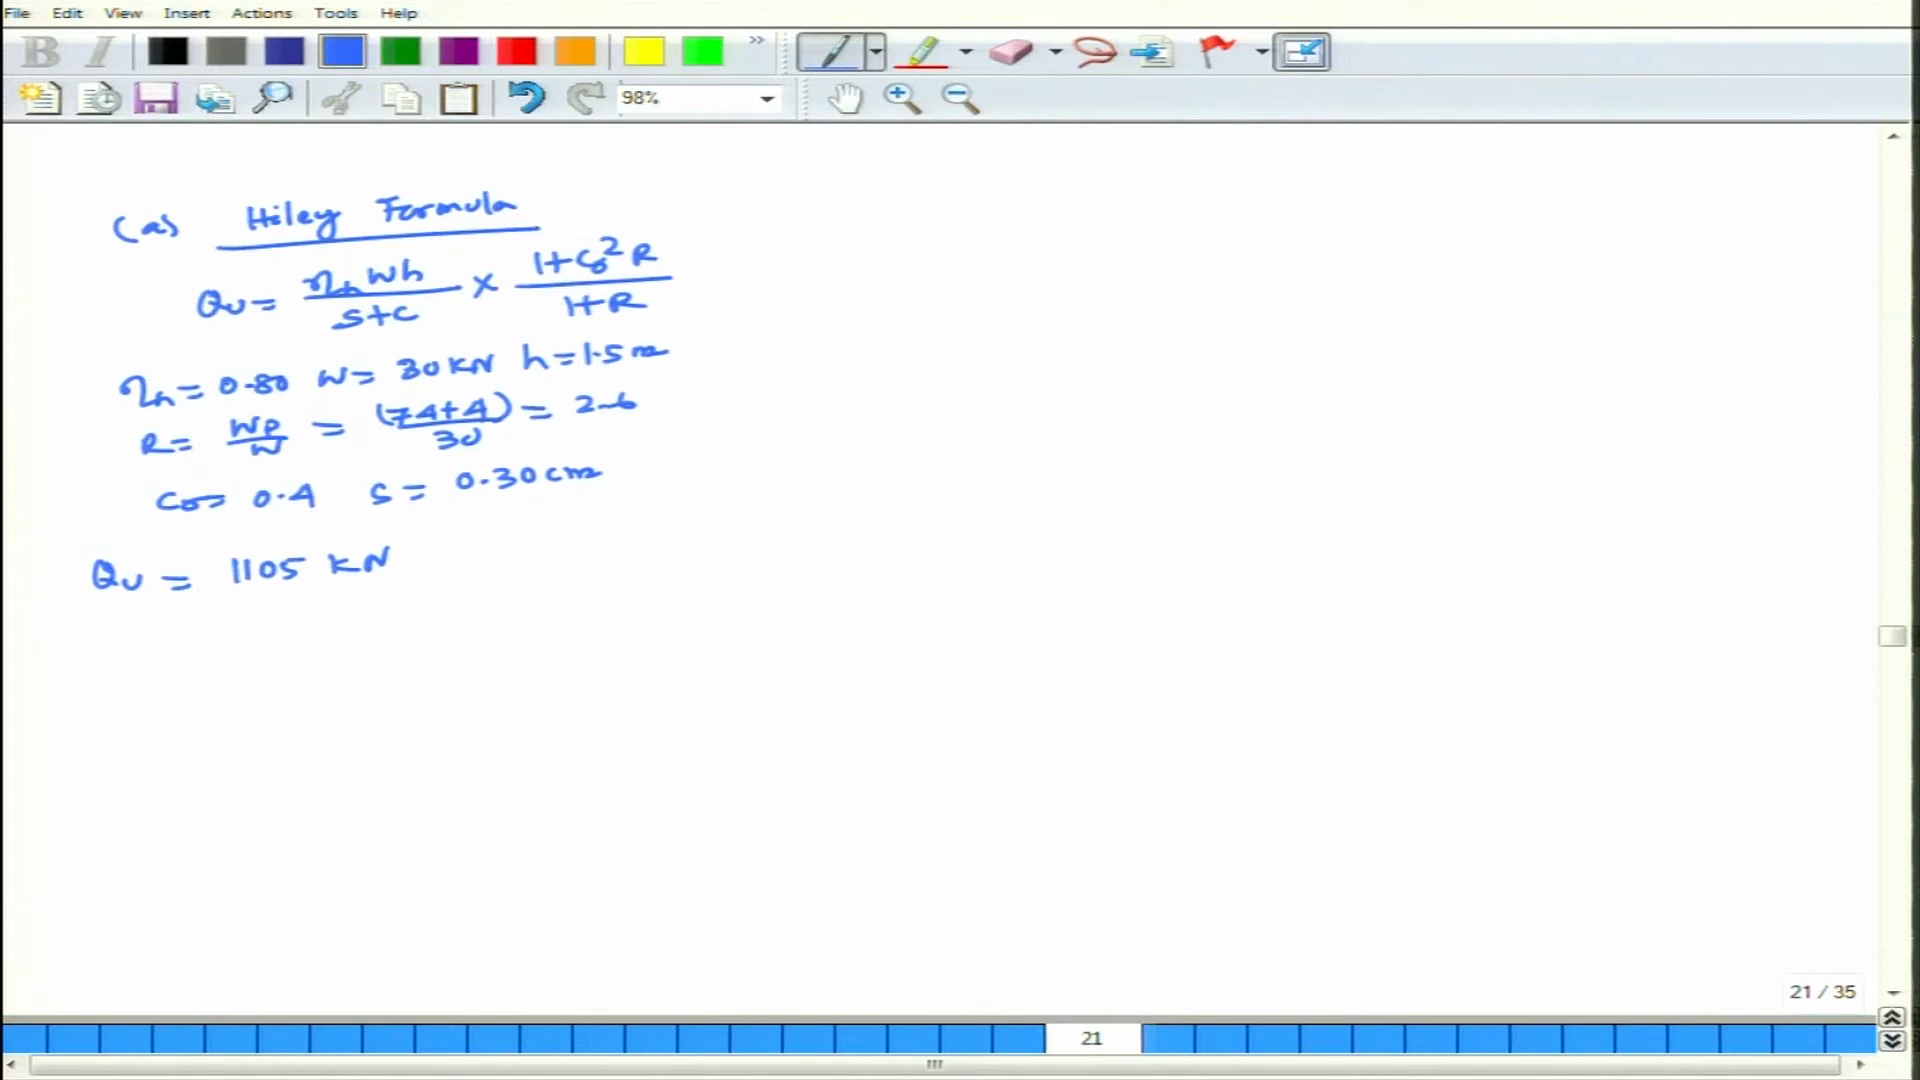 File Edit View Insert Actions Tools Help
B I »
98%
(a) Hiley Formula
Qu = ηh Wh / S+C × 1+Cr² R / 1+R
ηh = 0.80 W = 30 KN h = 1.5 m
R = WP / W = (74+4) / 30 = 2.6
Cr = 0.4 S = 0.30 cm
Qu = 1105 KN
21 / 35
21